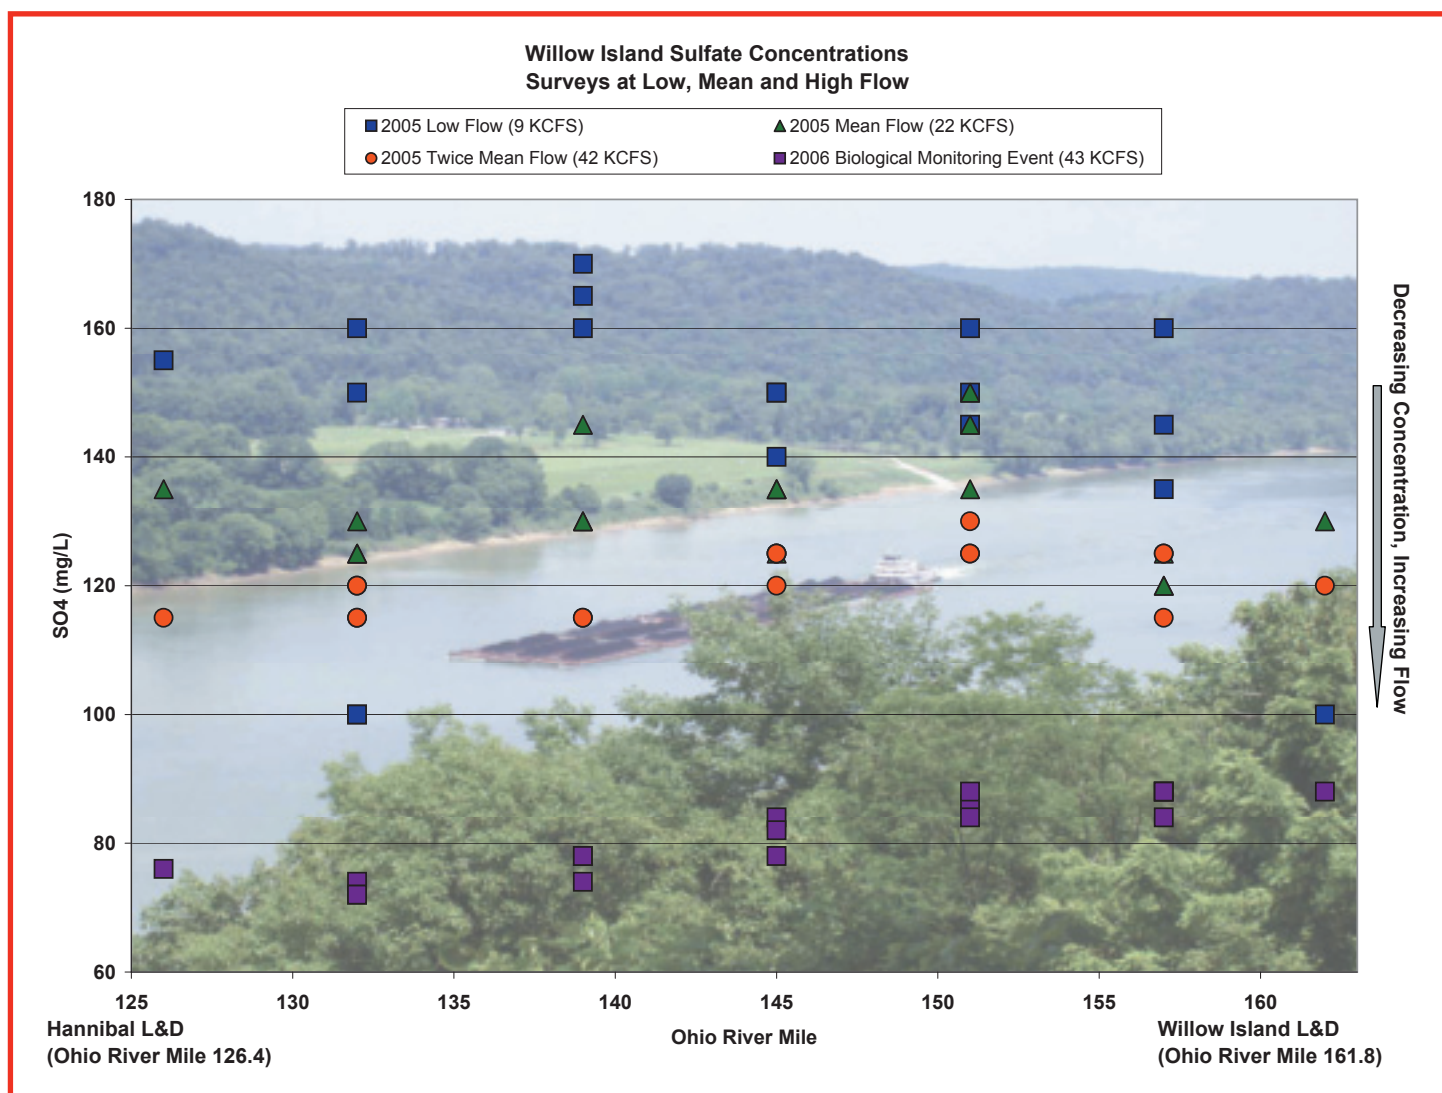 Willow Island Sulfate Concentrations
Surveys at Low, Mean and High Flow
2005 Low Flow (9 KCFS)
2005 Mean Flow (22 KCFS)
2005 Twice Mean Flow (42 KCFS)
2006 Biological Monitoring Event (43 KCFS)
180
160
140
120
100
80
60
SO4 (mg/L)
Decreasing Concentration, Increasing Flow
125
130
135
140
145
150
155
160
Hannibal L&D
(Ohio River Mile 126.4)
Ohio River Mile
Willow Island L&D
(Ohio River Mile 161.8)